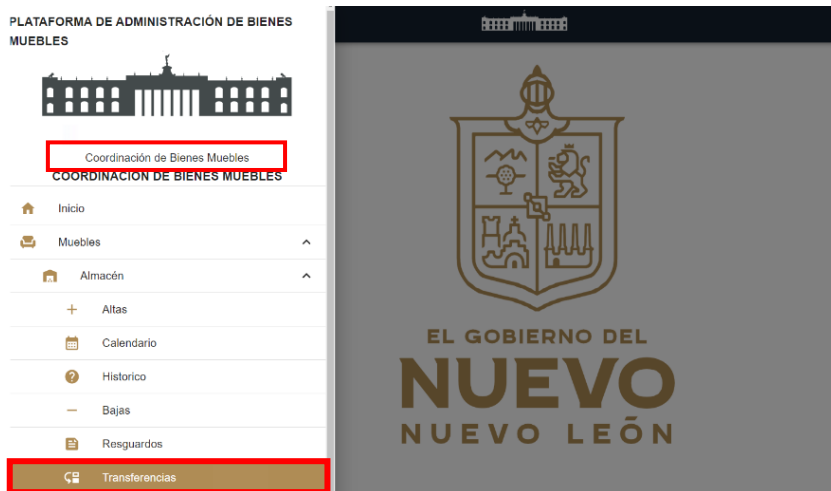 PLATAFORMA DE ADMINISTRACIÓN DE BIENES
MUEBLES
Coordinación de Bienes Muebles
COORDINACIÓN DE BIENES MUEBLES
Inicio
Muebles
Almacén
Altas
Calendario
Historico
Bajas
Resguardos
Transferencias
EL GOBIERNO DEL
NUEVO
NUEVO LEÓN